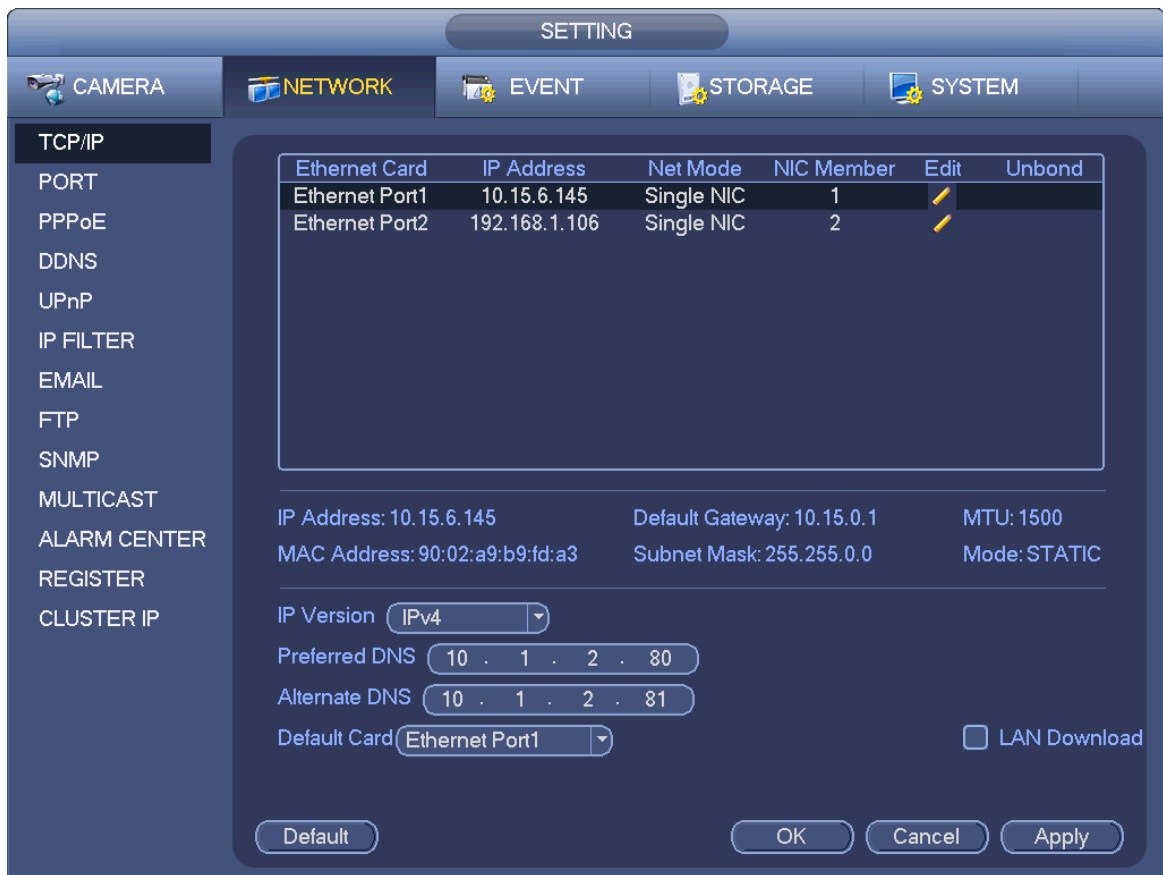 SETTING
CAMERA NETWORK EVENT STORAGE SYSTEM
TCP/IP
PORT
PPPoE
DDNS
UPnP
IP FILTER
EMAIL
FTP
SNMP
MULTICAST
ALARM CENTER
REGISTER
CLUSTER IP
Ethernet Card IP Address Net Mode NIC Member Edit Unbond
Ethernet Port1 10.15.6.145 Single NIC 1
Ethernet Port2 192.168.1.106 Single NIC 2
IP Address: 10.15.6.145 Default Gateway: 10.15.0.1 MTU: 1500
MAC Address: 90:02:a9:b9:fd:a3 Subnet Mask: 255.255.0.0 Mode: STATIC
IP Version IPv4
Preferred DNS 10 . 1 . 2 . 80
Alternate DNS 10 . 1 . 2 . 81
Default Card Ethernet Port1 LAN Download
Default OK Cancel Apply